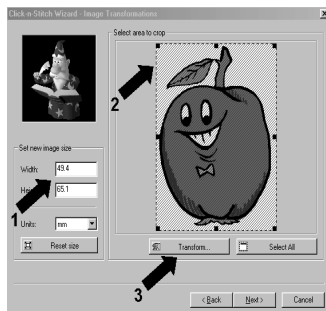 Click-n-Stitch Wizard - Image Transformations
Select area to crop
2
Set new image size
Width: 49.4
Height: 65.1
1
Units: mm
Reset size
Transform...
Select All
3
< Back
Next >
Cancel